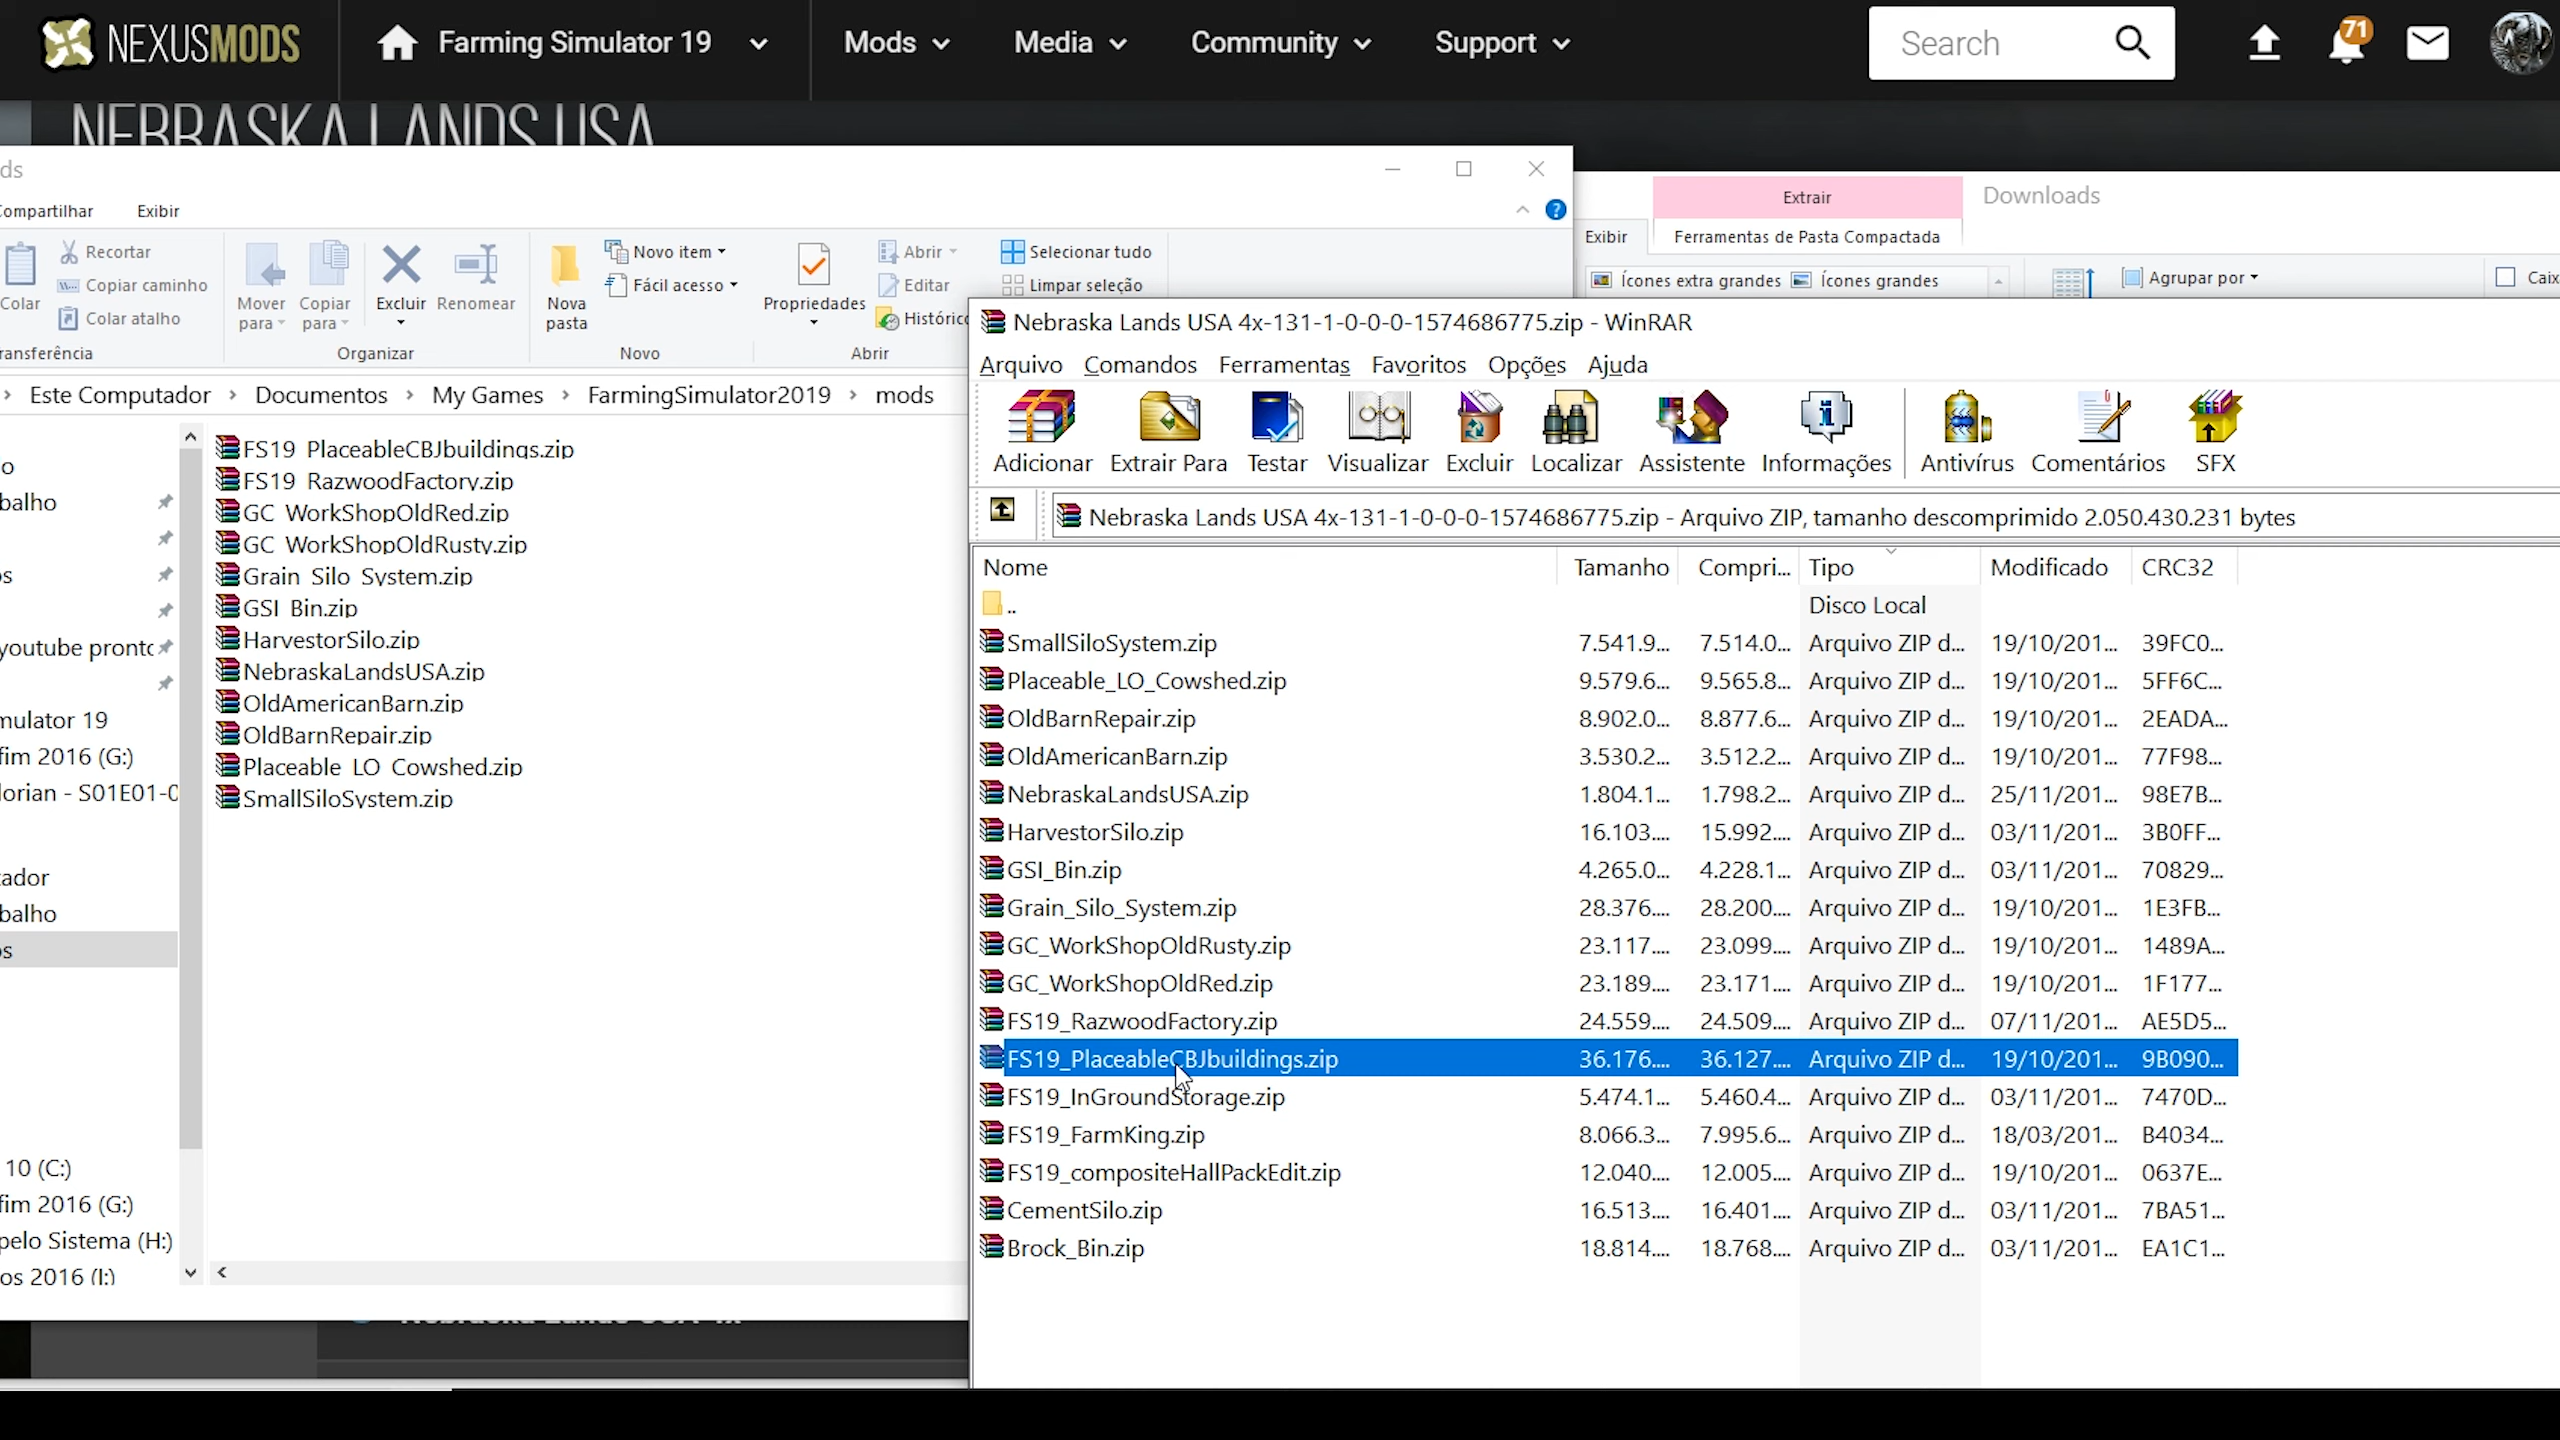 NEXUSMODS
Farming Simulator 19
Mods
Media
Community
Support
Search
71
NEBRASKA LANDS USA
ds
Compartilhar
Exibir
Colar
Recortar
Copiar caminho
Colar atalho
Mover para
Copiar para
Excluir
Renomear
Nova pasta
Novo item
Fácil acesso
Propriedades
Abrir
Editar
Histórico
Selecionar tudo
Limpar seleção
ransferência
Organizar
Novo
Abrir
Este Computador
Documentos
My Games
FarmingSimulator2019
mods
o
balho
s
youtube pronto
mulator 19
fim 2016 (G:)
lorian - S01E01-0
ador
balho
s
10 (C:)
fim 2016 (G:)
pelo Sistema (H:)
os 2016 (I:)
FS19_PlaceableCBJbuildings.zip
FS19_RazwoodFactory.zip
GC_WorkShopOldRed.zip
GC_WorkShopOldRusty.zip
Grain_Silo_System.zip
GSI_Bin.zip
HarvestorSilo.zip
NebraskaLandsUSA.zip
OldAmericanBarn.zip
OldBarnRepair.zip
Placeable_LO_Cowshed.zip
SmallSiloSystem.zip
Extrair
Downloads
Exibir
Ferramentas de Pasta Compactada
Ícones extra grandes
Ícones grandes
Agrupar por
Caix
Nebraska Lands USA 4x-131-1-0-0-0-1574686775.zip - WinRAR
Arquivo Comandos Ferramentas Favoritos Opções Ajuda
Adicionar Extrair Para Testar Visualizar Excluir Localizar Assistente Informações Antivírus Comentários SFX
Nebraska Lands USA 4x-131-1-0-0-0-1574686775.zip - Arquivo ZIP, tamanho descomprimido 2.050.430.231 bytes
Nome Tamanho Compri... Tipo Modificado CRC32
.. Disco Local
SmallSiloSystem.zip 7.541.9... 7.514.0... Arquivo ZIP d... 19/10/201... 39FC0...
Placeable_LO_Cowshed.zip 9.579.6... 9.565.8... Arquivo ZIP d... 19/10/201... 5FF6C...
OldBarnRepair.zip 8.902.0... 8.877.6... Arquivo ZIP d... 19/10/201... 2EADA...
OldAmericanBarn.zip 3.530.2... 3.512.2... Arquivo ZIP d... 19/10/201... 77F98...
NebraskaLandsUSA.zip 1.804.1... 1.798.2... Arquivo ZIP d... 25/11/201... 98E7B...
HarvestorSilo.zip 16.103.... 15.992.... Arquivo ZIP d... 03/11/201... 3B0FF...
GSI_Bin.zip 4.265.0... 4.228.1... Arquivo ZIP d... 03/11/201... 70829...
Grain_Silo_System.zip 28.376.... 28.200.... Arquivo ZIP d... 19/10/201... 1E3FB...
GC_WorkShopOldRusty.zip 23.117.... 23.099.... Arquivo ZIP d... 19/10/201... 1489A...
GC_WorkShopOldRed.zip 23.189.... 23.171.... Arquivo ZIP d... 19/10/201... 1F177...
FS19_RazwoodFactory.zip 24.559.... 24.509.... Arquivo ZIP d... 07/11/201... AE5D5...
FS19_PlaceableCBJbuildings.zip 36.176.... 36.127.... Arquivo ZIP d... 19/10/201... 9B090...
FS19_InGroundStorage.zip 5.474.1... 5.460.4... Arquivo ZIP d... 03/11/201... 7470D...
FS19_FarmKing.zip 8.066.3... 7.995.6... Arquivo ZIP d... 18/03/201... B4034...
FS19_compositeHallPackEdit.zip 12.040.... 12.005.... Arquivo ZIP d... 19/10/201... 0637E...
CementSilo.zip 16.513.... 16.401.... Arquivo ZIP d... 03/11/201... 7BA51...
Brock_Bin.zip 18.814.... 18.768.... Arquivo ZIP d... 03/11/201... EA1C1...